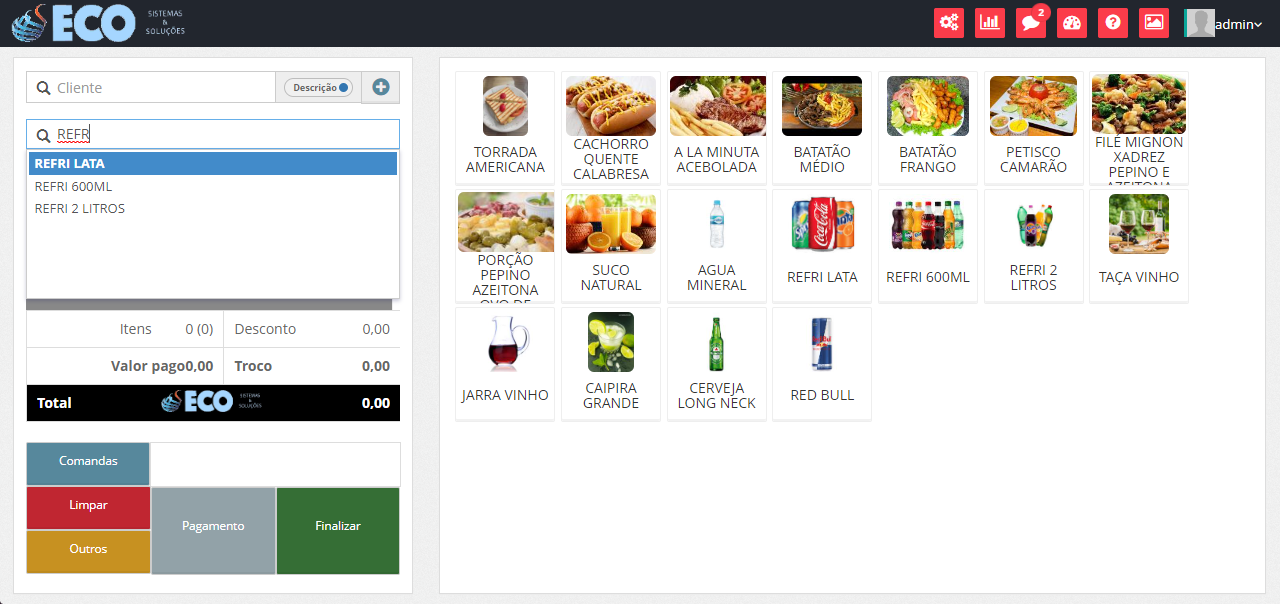 ECO SISTEMAS
&
SOLUÇÕES
2
admin
Cliente
Descrição
REFR
REFRI LATA
REFRI 600ML
REFRI 2 LITROS
Itens 0 (0) Desconto 0,00
Valor pago0,00 Troco 0,00
Total ECO SISTEMAS & SOLUÇÕES 0,00
Comandas
Limpar
Pagamento
Finalizar
Outros
TORRADA
AMERICANA
CACHORRO
QUENTE
CALABRESA
A LA MINUTA
ACEBOLADA
BATATÃO
MÉDIO
BATATÃO
FRANGO
PETISCO
CAMARÃO
FILÉ MIGNON
XADREZ
PEPINO E
AZEITONA
PORÇÃO
PEPINO
AZEITONA
OVO DE
SUCO
NATURAL
AGUA
MINERAL
REFRI LATA
REFRI 600ML
REFRI 2
LITROS
TAÇA VINHO
JARRA VINHO
CAIPIRA
GRANDE
CERVEJA
LONG NECK
RED BULL